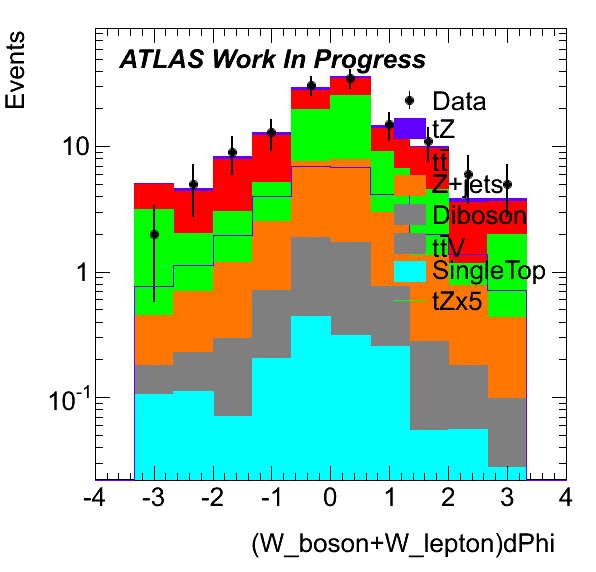 Events
ATLAS Work In Progress
Data
tZ
tt̄
Z+jets
Diboson
ttV
SingleTop
tZx5
10
1
10⁻¹
-4 -3 -2 -1 0 1 2 3 4
(W_boson+W_lepton)dPhi